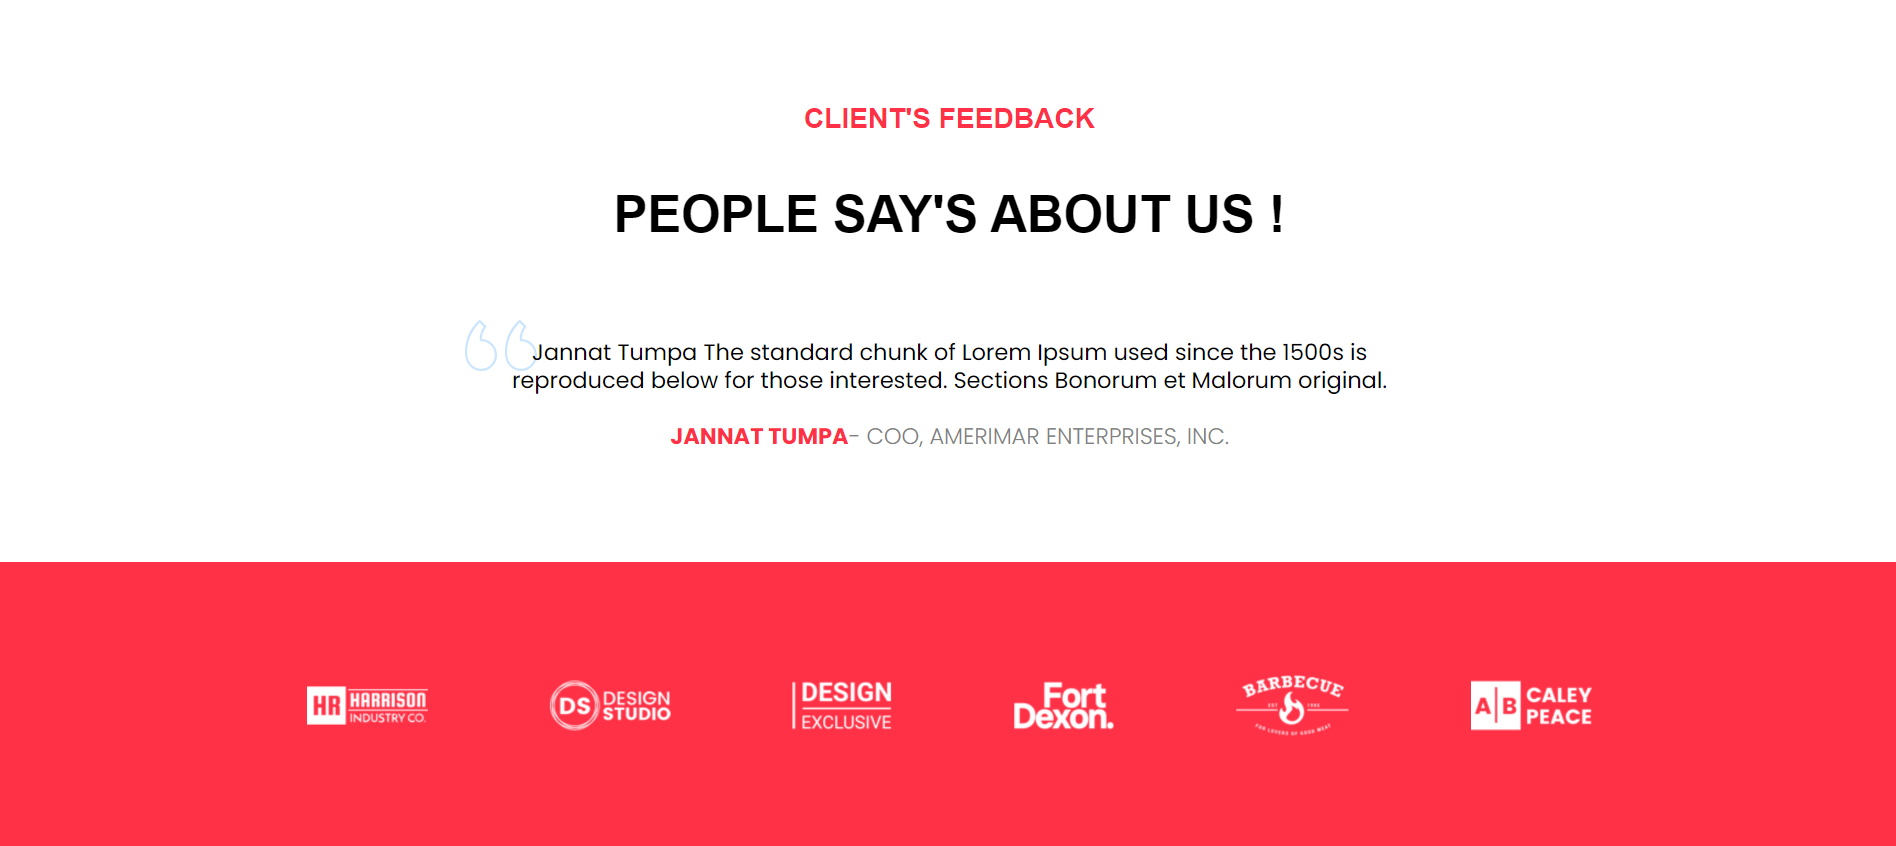 CLIENT'S FEEDBACK
PEOPLE SAY'S ABOUT US !
Jannat Tumpa The standard chunk of Lorem Ipsum used since the 1500s is
reproduced below for those interested. Sections Bonorum et Malorum original.
JANNAT TUMPA- COO, AMERIMAR ENTERPRISES, INC.
HR HARRISON
INDUSTRY CO.
DS DESIGN
STUDIO
DESIGN
EXCLUSIVE
Fort
Dexon.
BARBECUE
EST
FOR LOVERS OF GOOD MEAT
A|B CALEY
PEACE